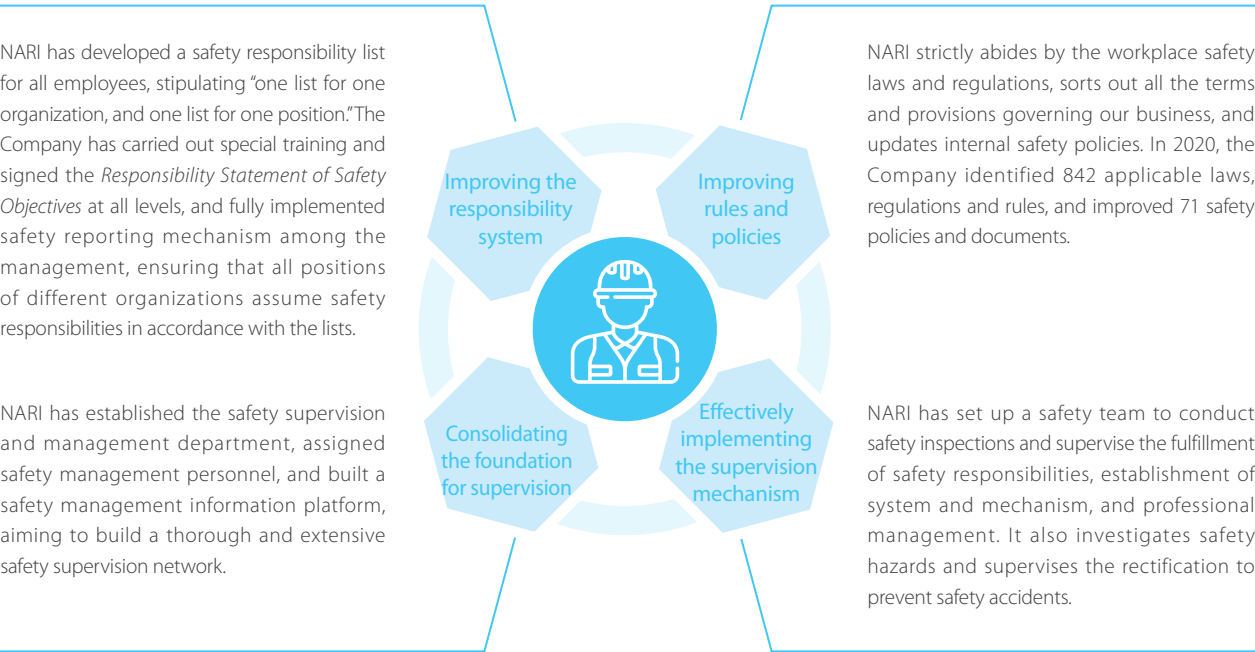 NARI has developed a safety responsibility list
for all employees, stipulating “one list for one
organization, and one list for one position.” The
Company has carried out special training and
signed the Responsibility Statement of Safety
Objectives at all levels, and fully implemented
safety reporting mechanism among the
management, ensuring that all positions
of different organizations assume safety
responsibilities in accordance with the lists.
Improving the
responsibility
system
Improving
rules and
policies
NARI strictly abides by the workplace safety
laws and regulations, sorts out all the terms
and provisions governing our business, and
updates internal safety policies. In 2020, the
Company identified 842 applicable laws,
regulations and rules, and improved 71 safety
policies and documents.
NARI has established the safety supervision
and management department, assigned
safety management personnel, and built a
safety management information platform,
aiming to build a thorough and extensive
safety supervision network.
Consolidating
the foundation
for supervision
Effectively
implementing
the supervision
mechanism
NARI has set up a safety team to conduct
safety inspections and supervise the fulfillment
of safety responsibilities, establishment of
system and mechanism, and professional
management. It also investigates safety
hazards and supervises the rectification to
prevent safety accidents.